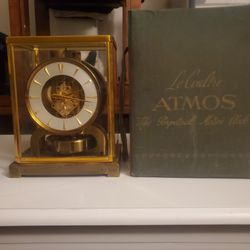 LeCoultre
ATMOS
The Perpetual Motion Clock